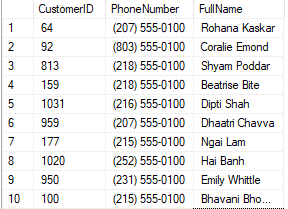 CustomerID PhoneNumber FullName
1 64 (207) 555-0100 Rohana Kaskar
2 92 (803) 555-0100 Coralie Emond
3 813 (218) 555-0100 Shyam Poddar
4 159 (218) 555-0100 Beatrise Bite
5 1031 (216) 555-0100 Dipti Shah
6 959 (207) 555-0100 Dhaatri Chavva
7 177 (215) 555-0100 Ngai Lam
8 1020 (252) 555-0100 Hai Banh
9 950 (231) 555-0100 Emily Whittle
10 100 (215) 555-0100 Bhavani Bho...